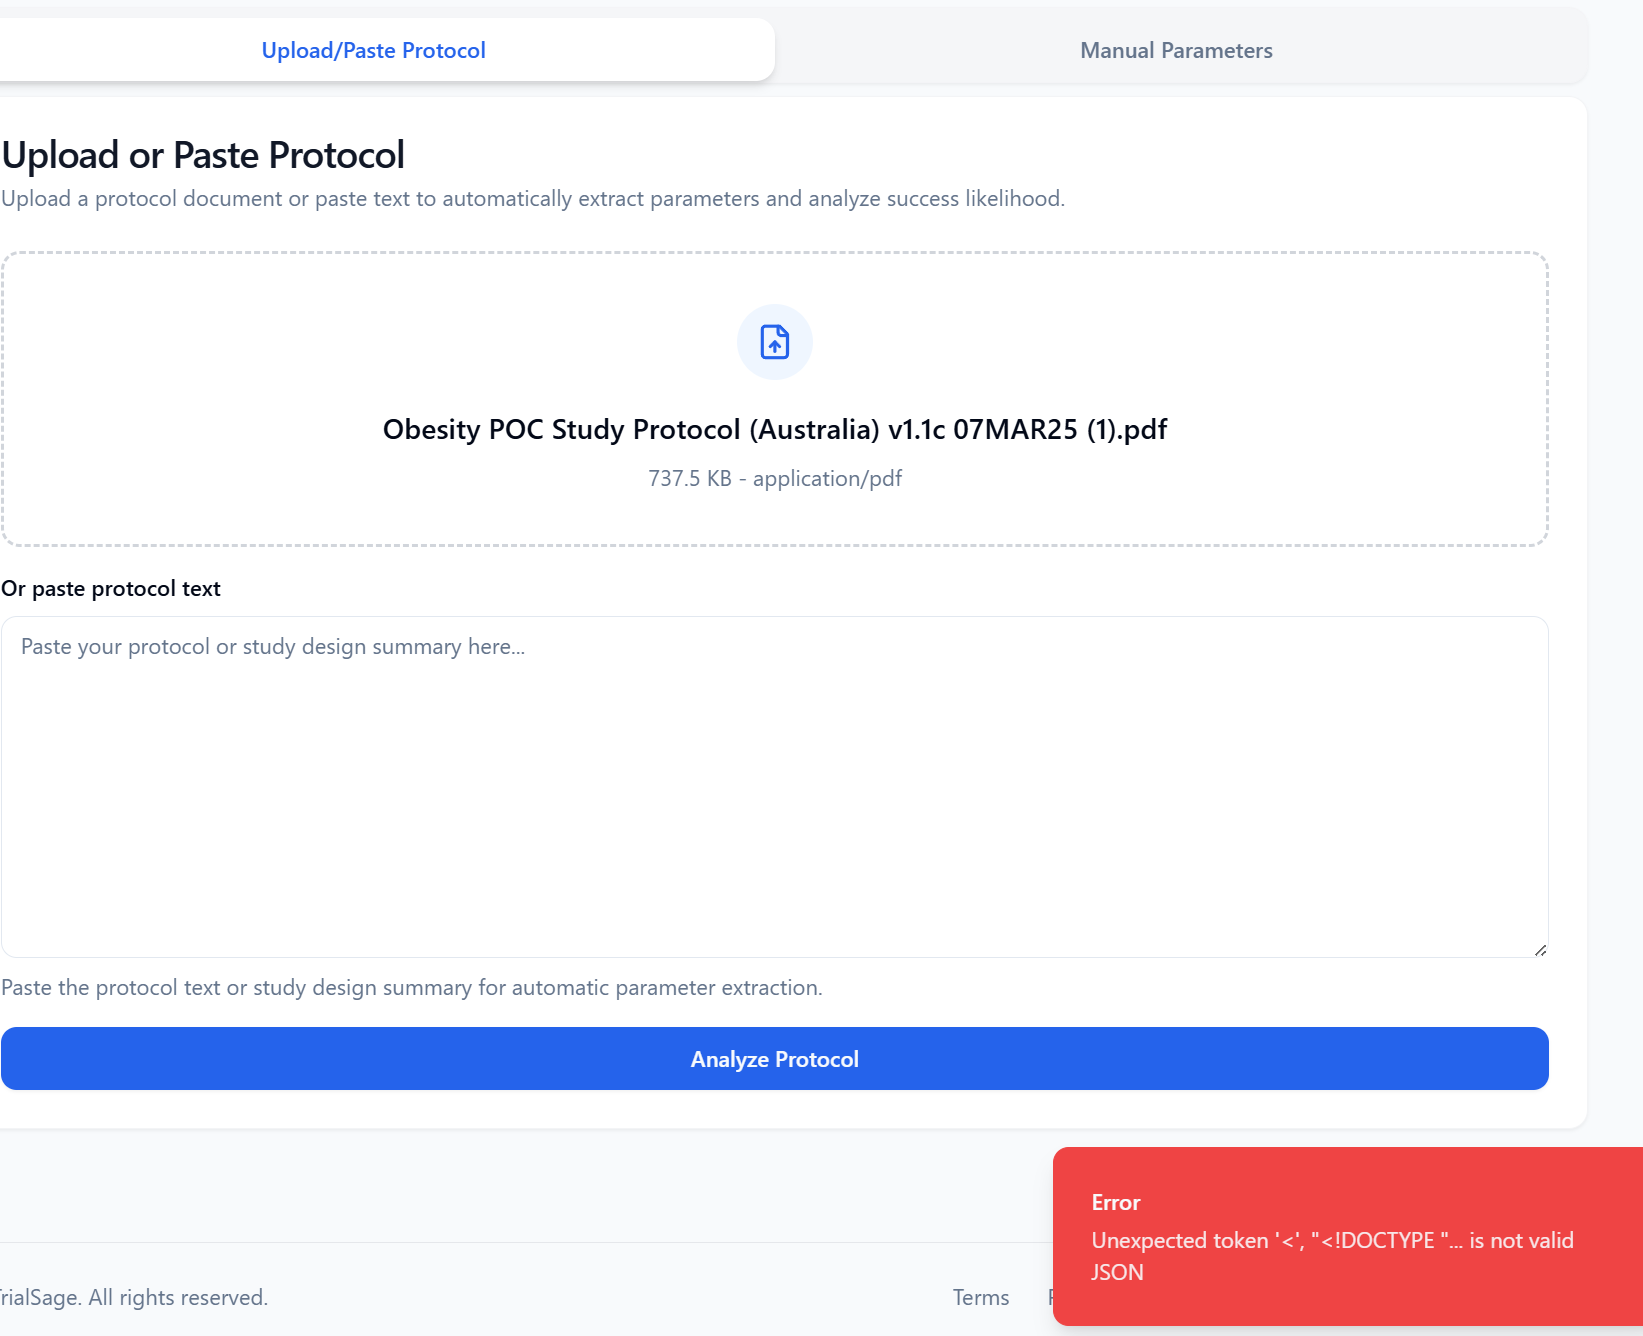 Upload/Paste Protocol
Manual Parameters
Upload or Paste Protocol
Upload a protocol document or paste text to automatically extract parameters and analyze success likelihood.
Obesity POC Study Protocol (Australia) v1.1c 07MAR25 (1).pdf
737.5 KB - application/pdf
Or paste protocol text
Paste your protocol or study design summary here...
Paste the protocol text or study design summary for automatic parameter extraction.
Analyze Protocol
Error
Unexpected token '<', "<!DOCTYPE "... is not valid
JSON
rialSage. All rights reserved.
Terms